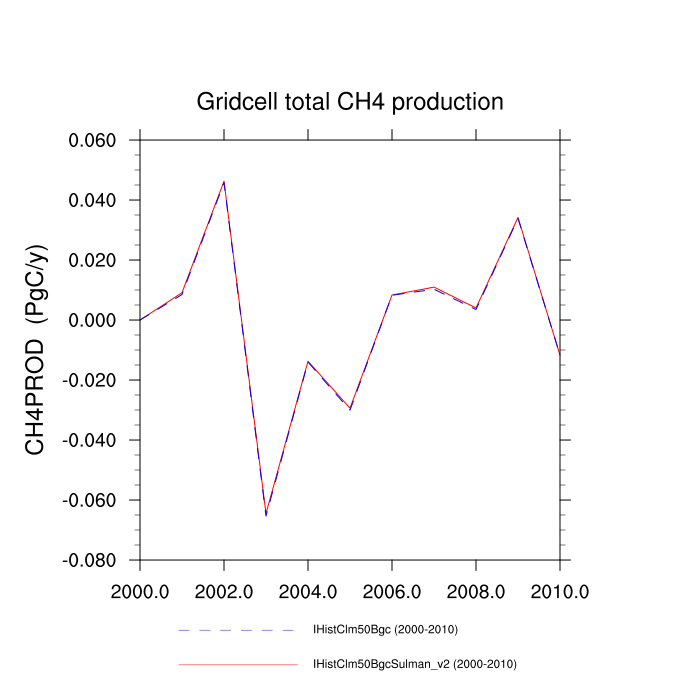 Gridcell total CH4 production
0.060
0.040
0.020
0.000
-0.020
-0.040
-0.060
-0.080
CH4PROD (PgC/y)
2000.0 2002.0 2004.0 2006.0 2008.0 2010.0
IHistClm50Bgc (2000-2010)
IHistClm50BgcSulman_v2 (2000-2010)